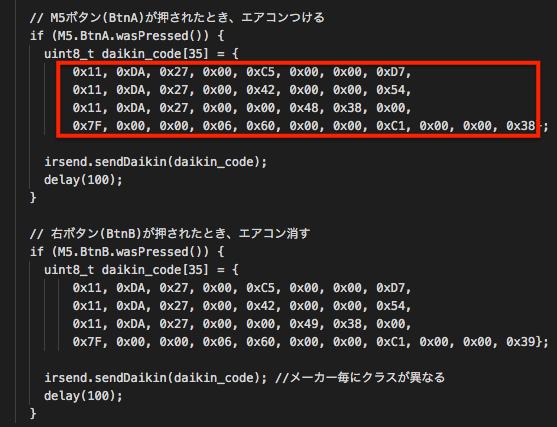 // M5ボタン(BtnA)が押されたとき、エアコンつける
if (M5.BtnA.wasPressed()) {
uint8_t daikin_code[35] = {
0x11, 0xDA, 0x27, 0x00, 0xC5, 0x00, 0x00, 0xD7,
0x11, 0xDA, 0x27, 0x00, 0x42, 0x00, 0x00, 0x54,
0x11, 0xDA, 0x27, 0x00, 0x00, 0x48, 0x38, 0x00,
0x7F, 0x00, 0x00, 0x06, 0x60, 0x00, 0x00, 0xC1, 0x00, 0x00, 0x38};
irsend.sendDaikin(daikin_code);
delay(100);
}
// 右ボタン(BtnB)が押されたとき、エアコン消す
if (M5.BtnB.wasPressed()) {
uint8_t daikin_code[35] = {
0x11, 0xDA, 0x27, 0x00, 0xC5, 0x00, 0x00, 0xD7,
0x11, 0xDA, 0x27, 0x00, 0x42, 0x00, 0x00, 0x54,
0x11, 0xDA, 0x27, 0x00, 0x00, 0x49, 0x38, 0x00,
0x7F, 0x00, 0x00, 0x06, 0x60, 0x00, 0x00, 0xC1, 0x00, 0x00, 0x39};
irsend.sendDaikin(daikin_code); //メーカー毎にクラスが異なる
delay(100);
}